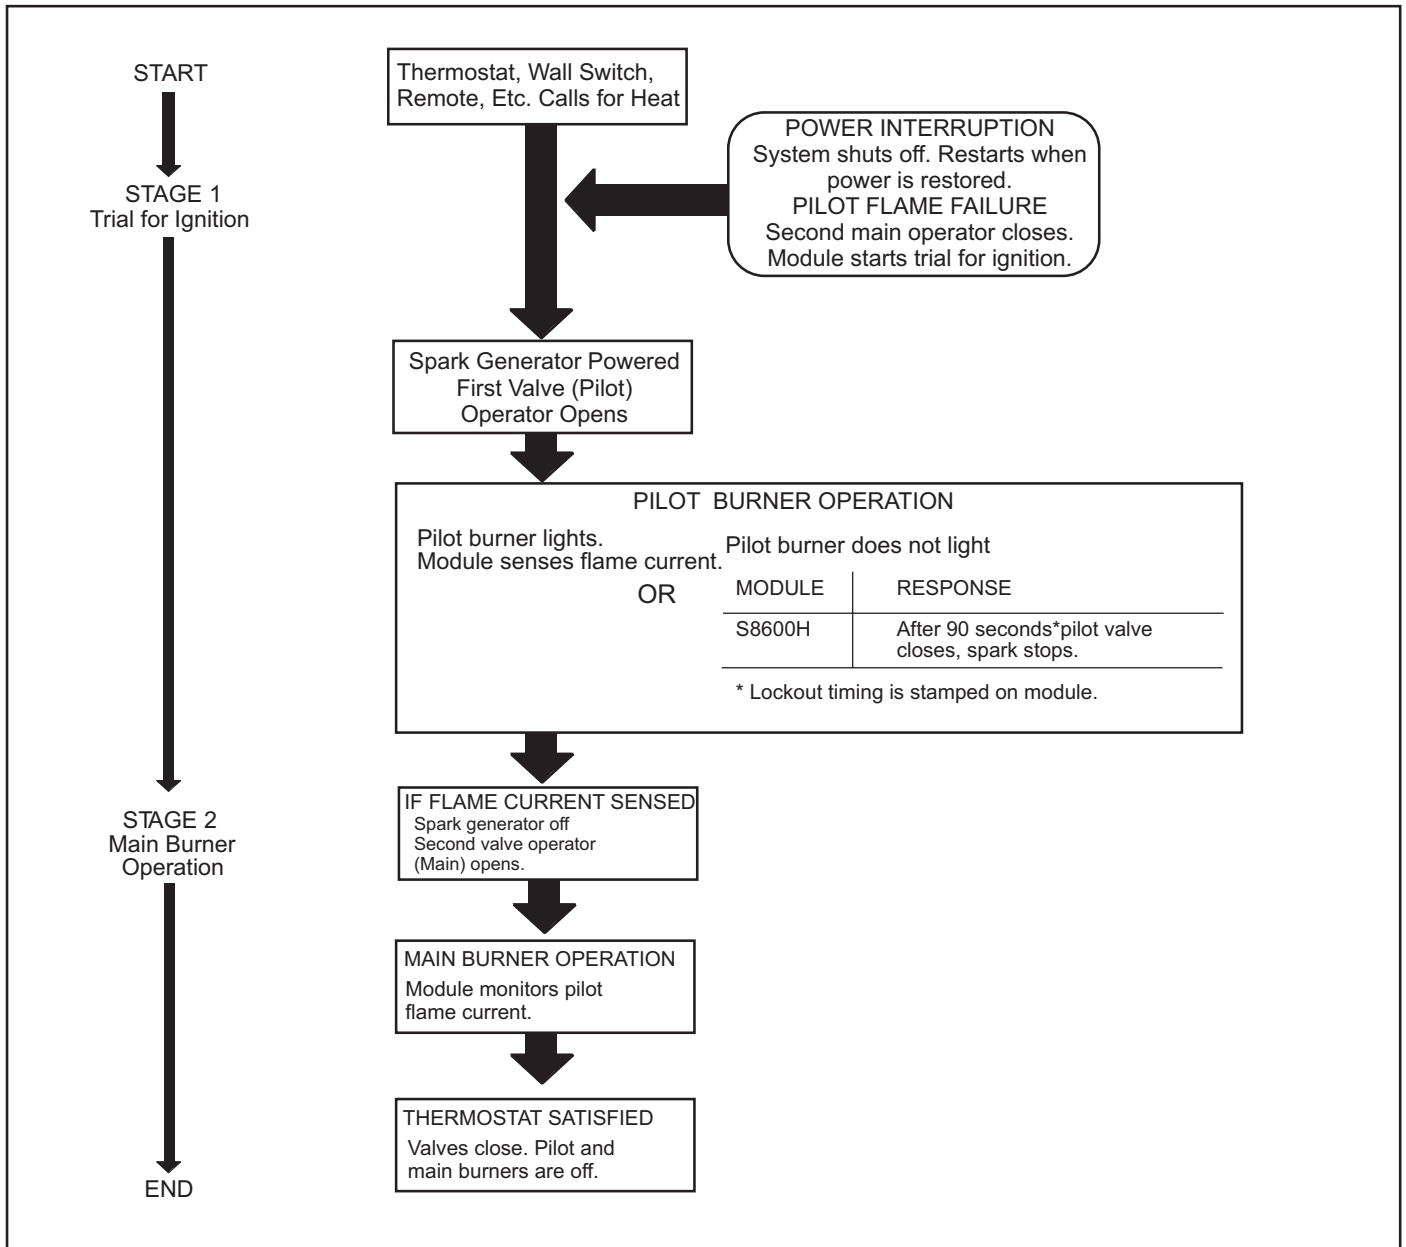 START
STAGE 1
Trial for Ignition
STAGE 2
Main Burner
Operation
END
Thermostat, Wall Switch,
Remote, Etc. Calls for Heat
POWER INTERRUPTION
System shuts off. Restarts when
power is restored.
PILOT FLAME FAILURE
Second main operator closes.
Module starts trial for ignition.
Spark Generator Powered
First Valve (Pilot)
Operator Opens
PILOT BURNER OPERATION
Pilot burner lights.
Module senses flame current.
OR
Pilot burner does not light
MODULE RESPONSE
S8600H After 90 seconds*pilot valve
closes, spark stops.
* Lockout timing is stamped on module.
IF FLAME CURRENT SENSED
Spark generator off
Second valve operator
(Main) opens.
MAIN BURNER OPERATION
Module monitors pilot
flame current.
THERMOSTAT SATISFIED
Valves close. Pilot and
main burners are off.